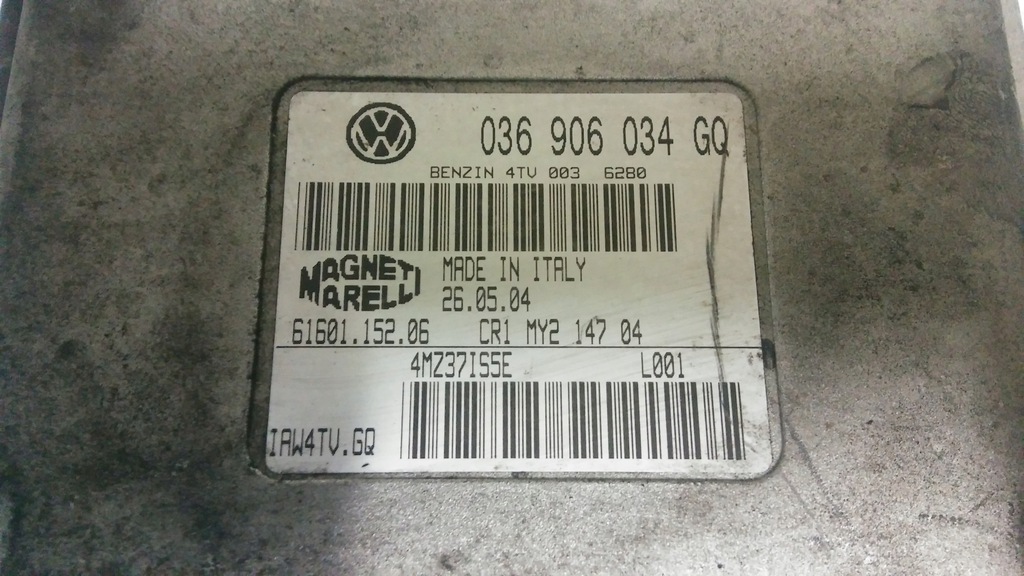 036 906 034 GQ
BENZIN 4TV 003 6280
MAGNETI MARELLI
MADE IN ITALY
26.05.04
61601.152.06 CR1 MY2 147 04
4MZ37IS5E L001
IAW4TV.GQ